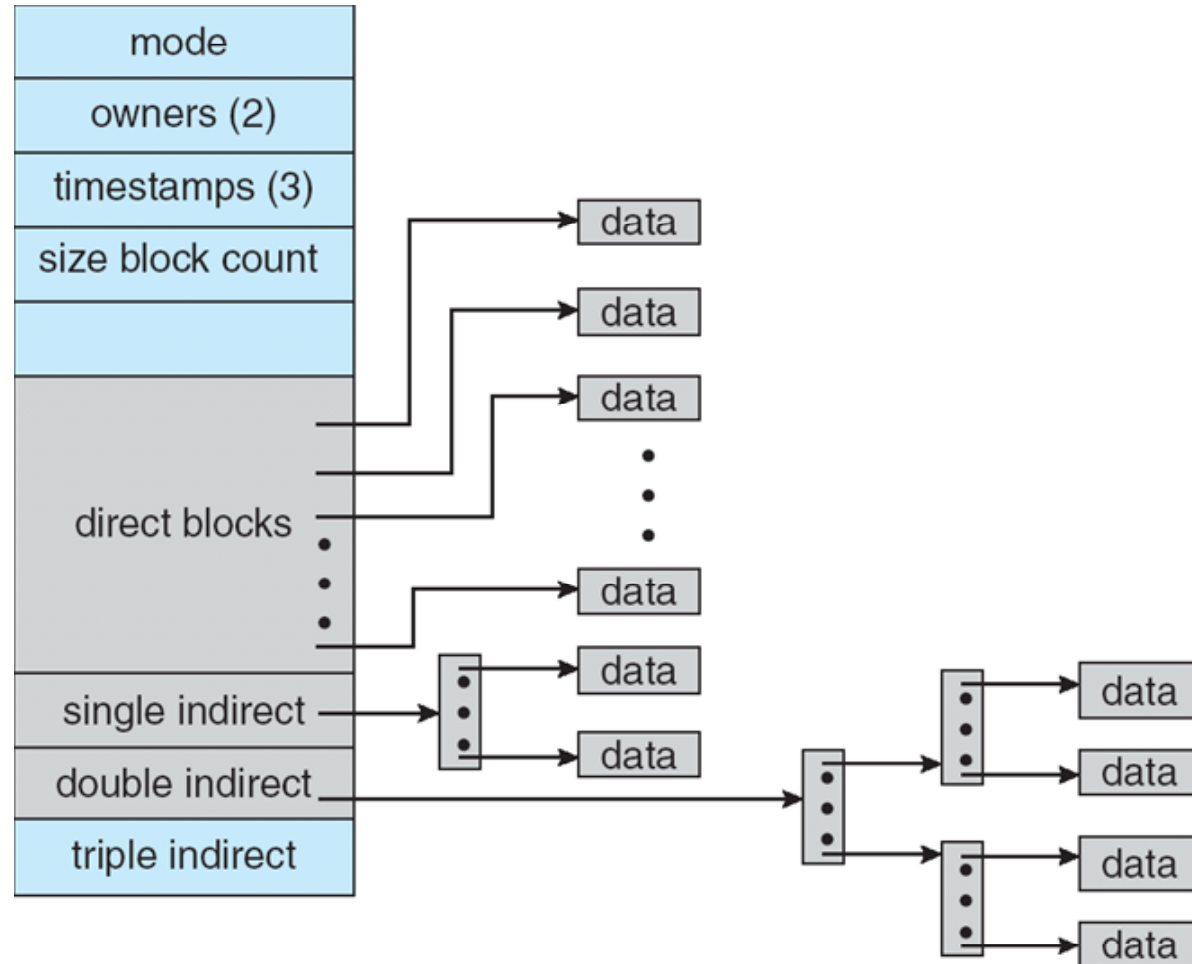 mode
owners (2)
timestamps (3)
size block count
direct blocks
single indirect
double indirect
triple indirect
data
data
data
data
data
data
data
data
data
data